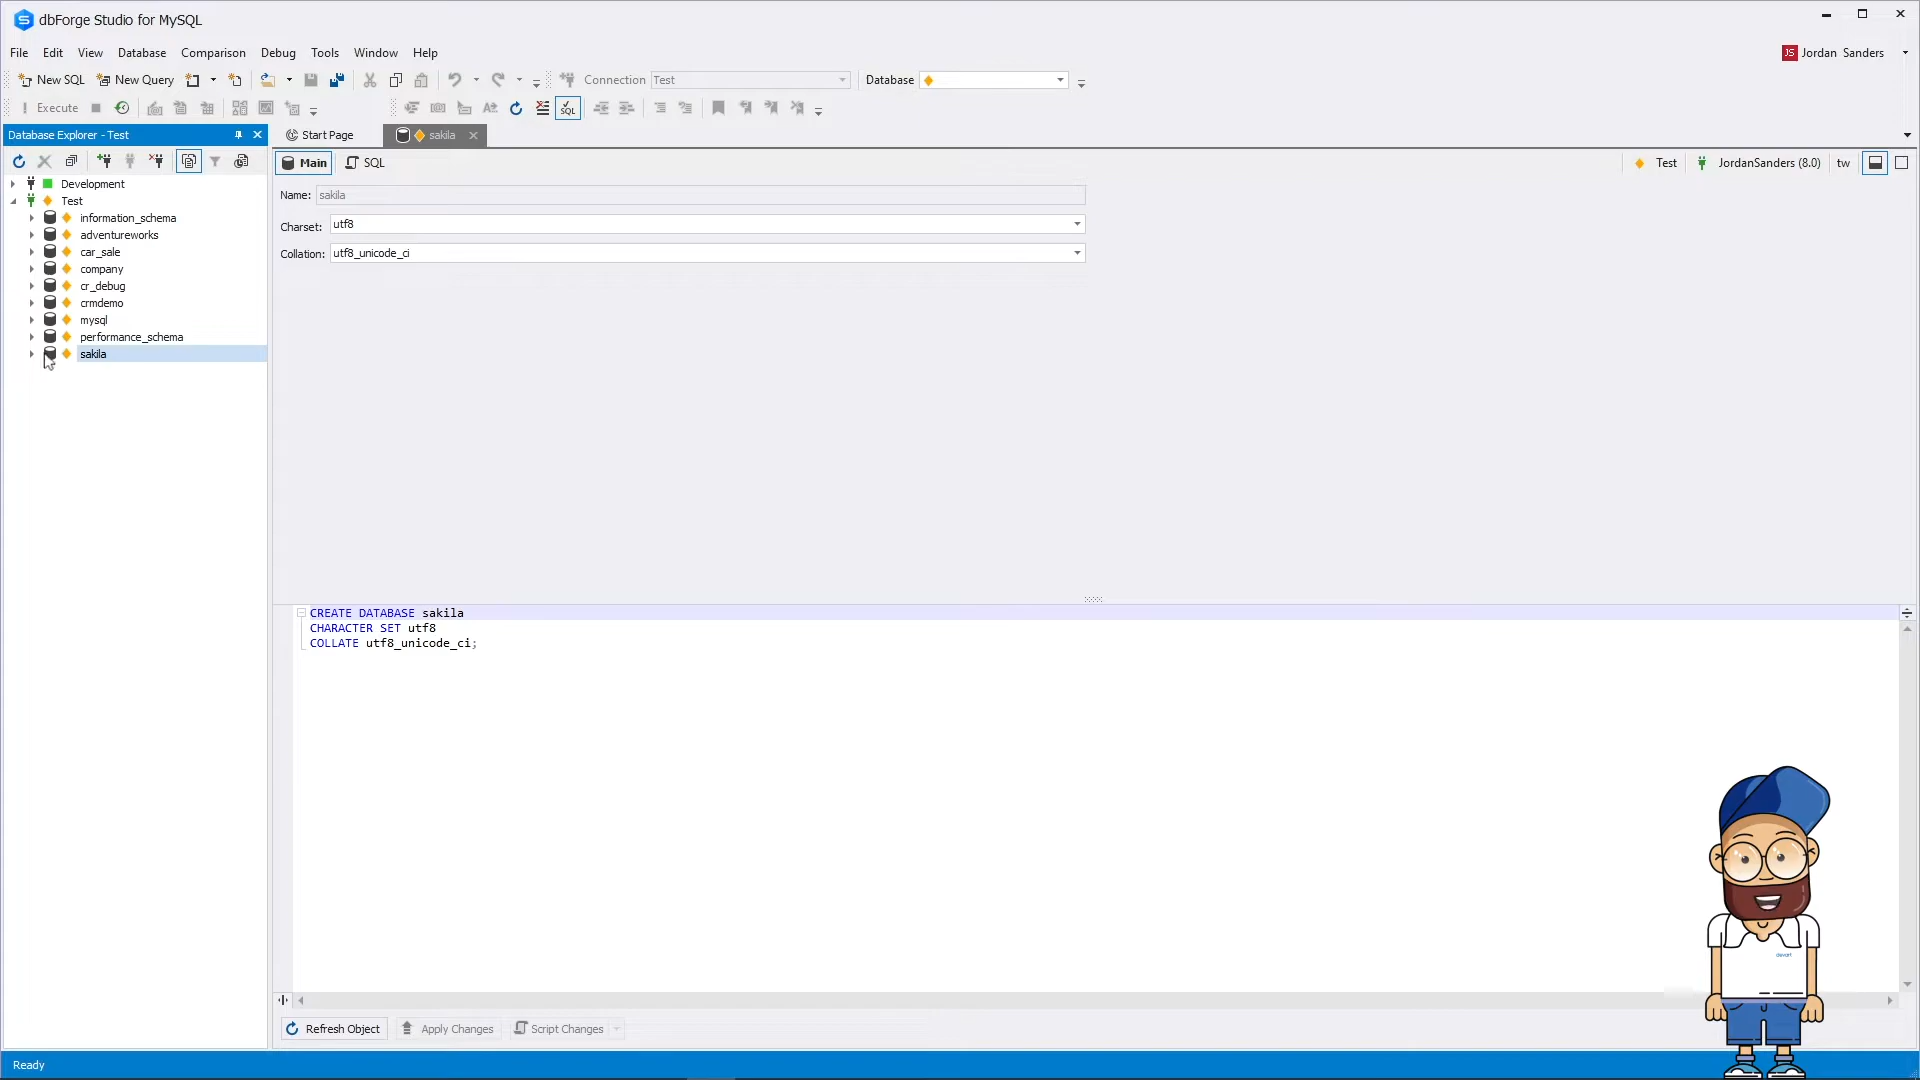 dbForge Studio for MySQL
File Edit View Database Comparison Debug Tools Window Help
JS Jordan Sanders
New SQL New Query Connection Test Database
Execute SQL
Database Explorer - Test
Start Page sakila
Main SQL
Test JordanSanders (8.0) tw
Development
Test
information_schema
adventureworks
car_sale
company
cr_debug
crmdemo
mysql
performance_schema
sakila
Name: sakila
Charset: utf8
Collation: utf8_unicode_ci
CREATE DATABASE sakila
CHARACTER SET utf8
COLLATE utf8_unicode_ci;
devart
Refresh Object Apply Changes Script Changes
Ready